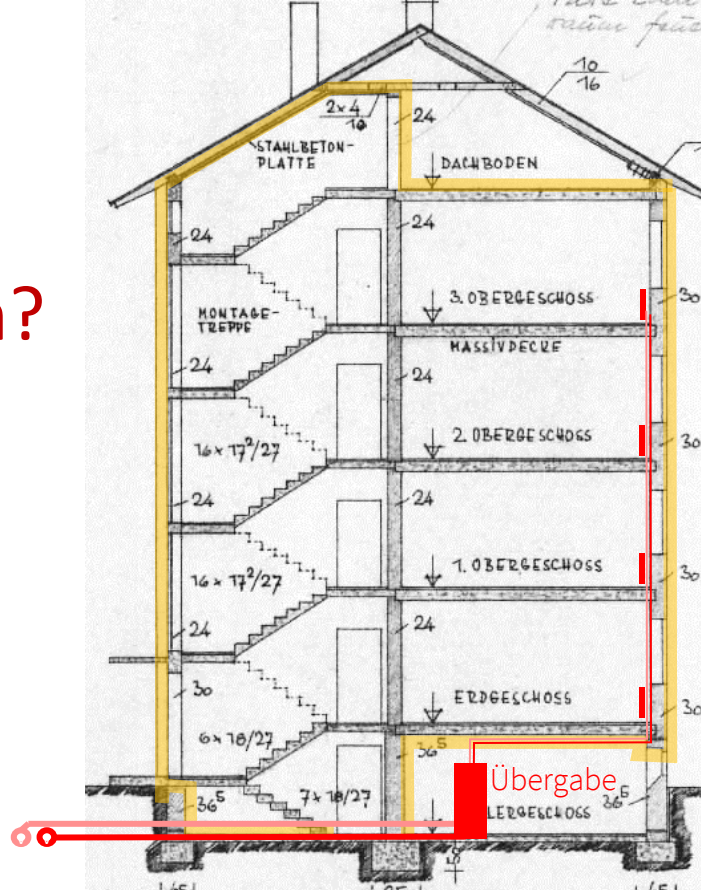 10
16
2x4
10
24
STAHLBETON-
PLATTE
DACHBODEN
24
24
n?
MONTAGE-
TREPPE
3. OBERGESCHOSS
30
MASSIVDECKE
24
24
16 x 17²/27
2. OBERGESCHOSS
30
24
24
16 x 17²/27
1. OBERGESCHOSS
30
24
24
30
ERDGESCHOSS
30
6 x 18/27
36⁵
Übergabe
36⁵
7 x 18/27
36⁵
LERGESCHOSS